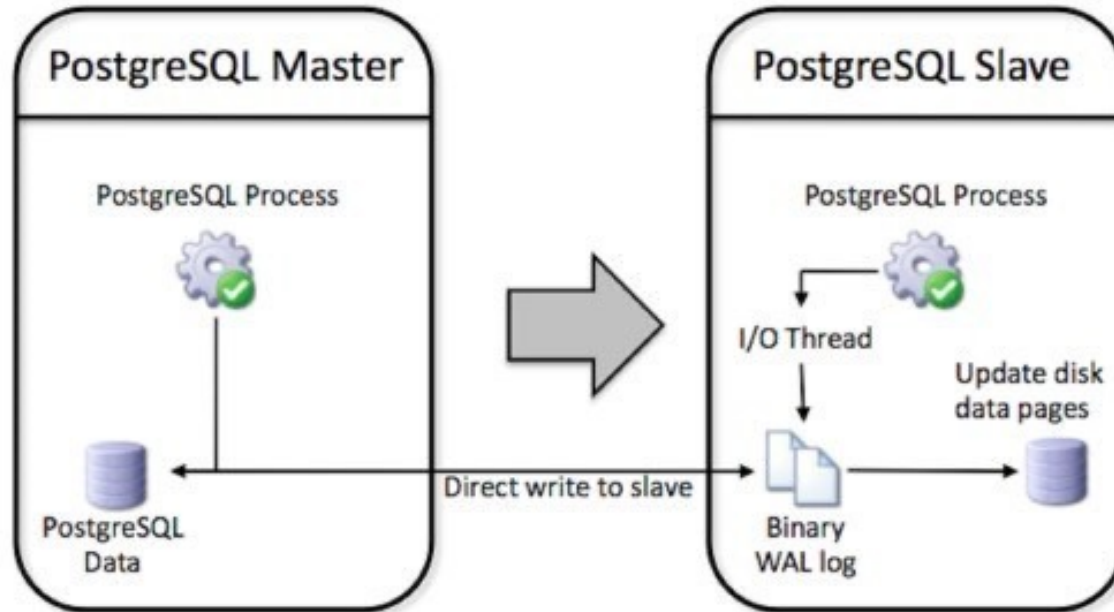 PostgreSQL Master
PostgreSQL Process
PostgreSQL
Data
Direct write to slave
PostgreSQL Slave
PostgreSQL Process
I/O Thread
Update disk
data pages
Binary
WAL log